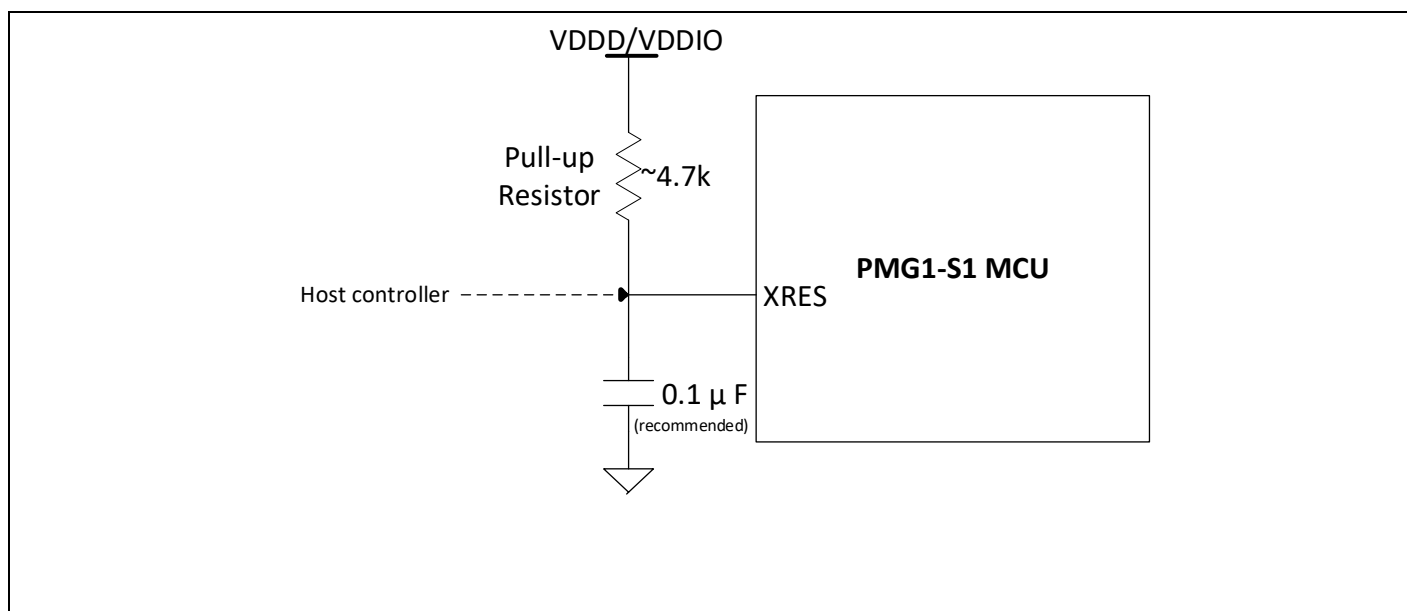 VDDD/VDDIO
Pull-up
Resistor
~4.7k
PMG1-S1 MCU
Host controller
XRES
0.1 µ F
(recommended)